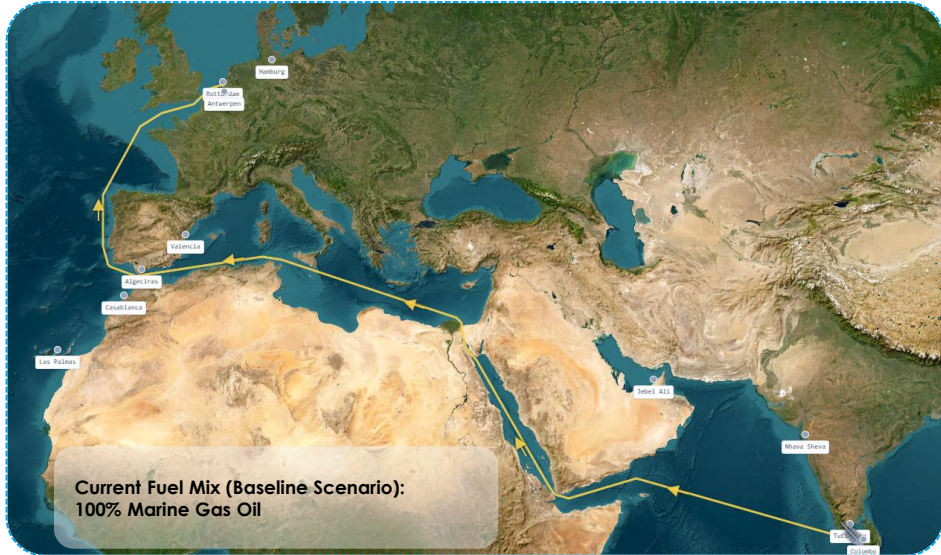 Hamburg
Rotterdam
Antwerpen
Valencia
Algeciras
Casablanca
Las Palmas
Jebel Ali
Nhava Sheva
Colombo
Current Fuel Mix (Baseline Scenario):
100% Marine Gas Oil